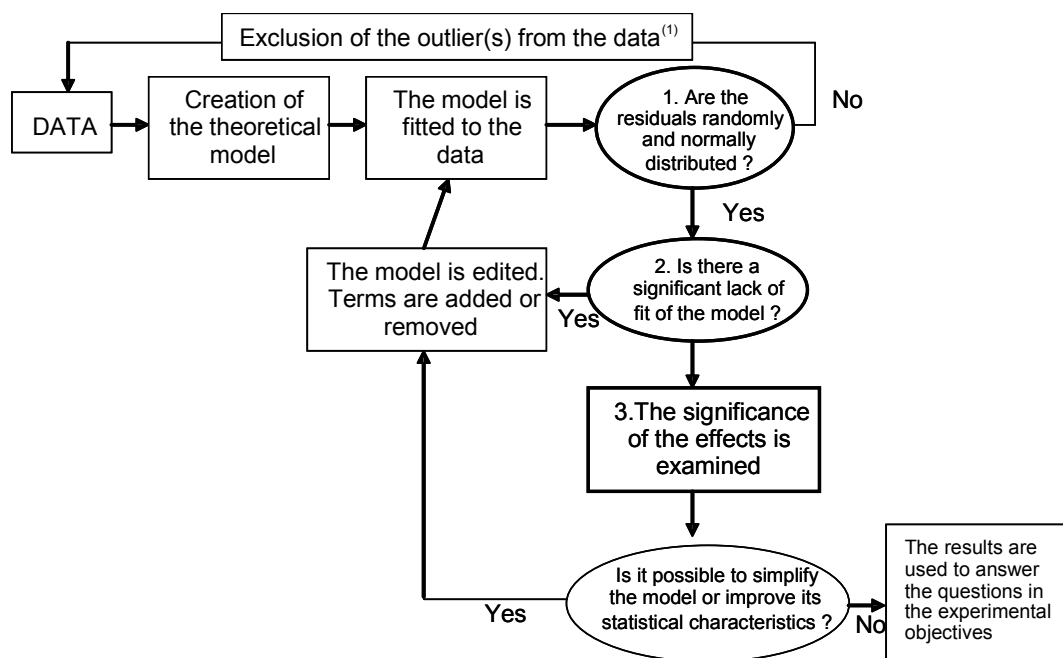 Exclusion of the outlier(s) from the data(1)
DATA
Creation of
the theoretical
model
The model is
fitted to the
data
1. Are the
residuals randomly
and normally
distributed ?
No
Yes
The model is edited.
Terms are added or
removed
2. Is there a
significant lack of
fit of the model ?
Yes
3.The significance
of the effects is
examined
Is it possible to simplify
the model or improve its
statistical characteristics ?
Yes
No
The results are
used to answer
the questions in
the experimental
objectives